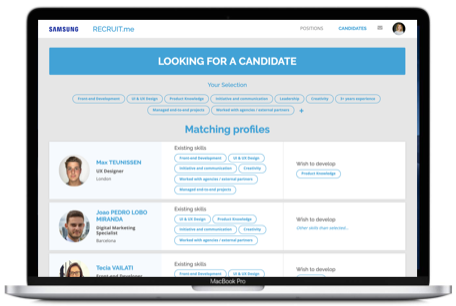 SAMSUNG RECRUIT.me POSITIONS CANDIDATES
LOOKING FOR A CANDIDATE
Your Selection
Front-end Development UI & UX Design Product Knowledge Initiative and communication Leadership Creativity 5+ years experience
Managed end-to-end projects Worked with agencies / external partners +
Matching profiles
Max TEUNISSEN
UX Designer
London
Existing skills
Front-end Development UI & UX Design
Initiative and communication Creativity
Worked with agencies / external partners
Managed end-to-end projects
Wish to develop
Product Knowledge
Joao PEDRO LOBO
MIRANDA
Digital Marketing
Specialist
Barcelona
Existing skills
UI & UX Design Product Knowledge
Initiative and communication Creativity
Worked with agencies / external partners
Wish to develop
Other skills than selected...
Tecia VAILATI
Front-end Developer
Existing skills
Front-end Development UI & UX Design
Wish to develop
MacBook Pro